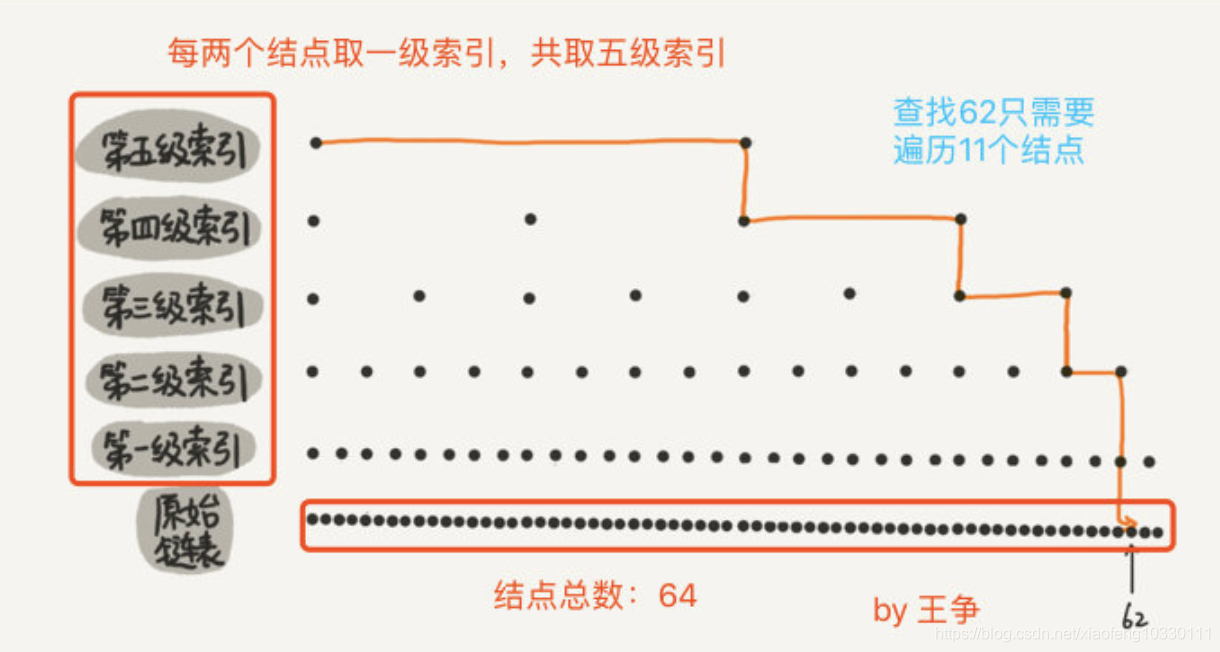 每两个结点取一级索引，共取五级索引
查找62只需要
遍历11个结点
第五级索引
第四级索引
第三级索引
第二级索引
第一级索引
原始
链表
结点总数：64
by 王争
62
https://blog.csdn.net/xiaofeng10330111